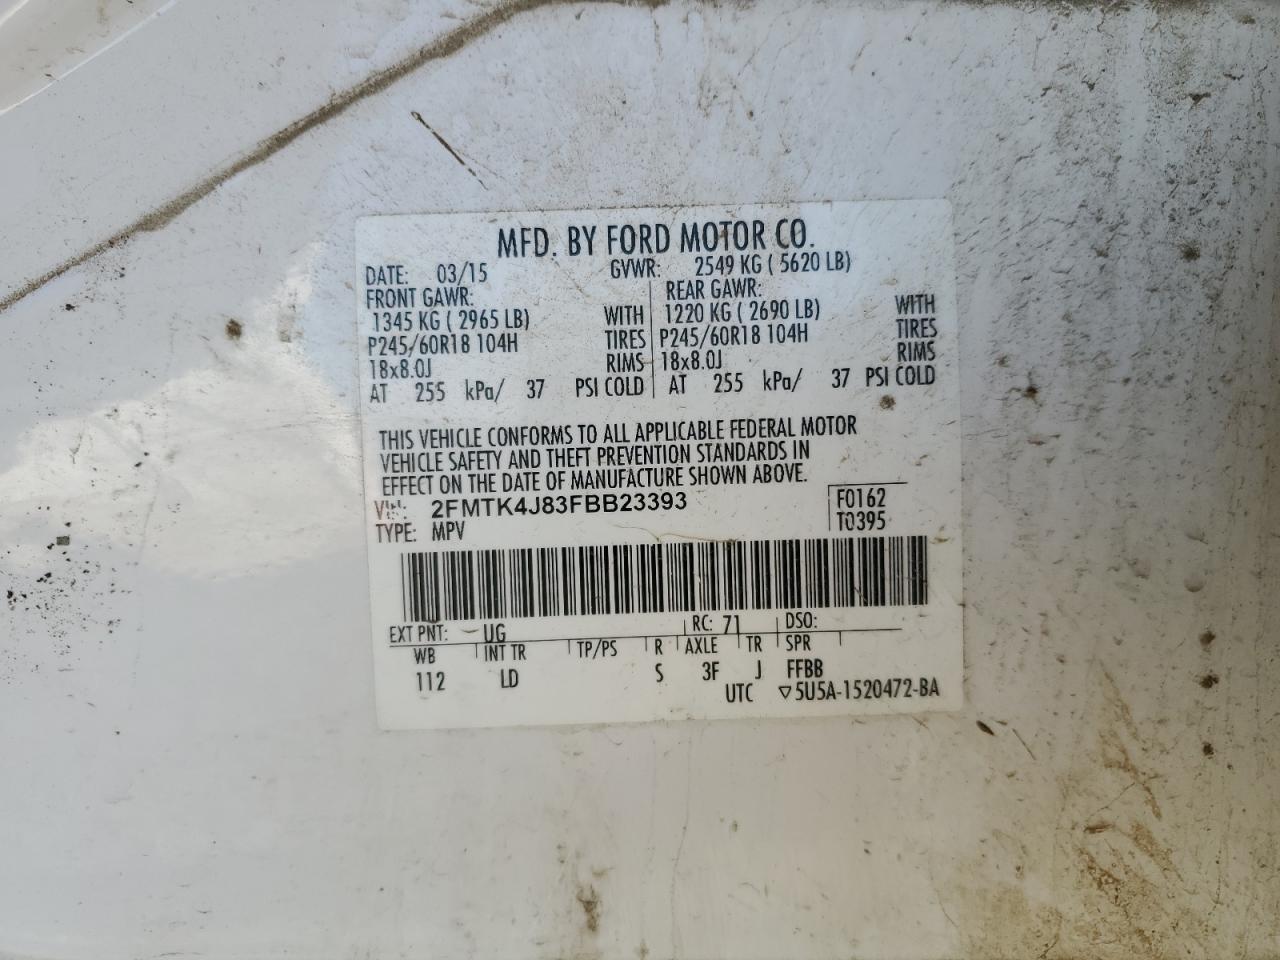 MFD. BY FORD MOTOR CO.
DATE: 03/15 GVWR: 2549 KG ( 5620 LB)
FRONT GAWR: REAR GAWR:
1345 KG ( 2965 LB) WITH 1220 KG ( 2690 LB) WITH
P245/60R18 104H TIRES P245/60R18 104H TIRES
18x8.0J RIMS 18x8.0J RIMS
AT 255 kPa/ 37 PSI COLD AT 255 kPa/ 37 PSI COLD
THIS VEHICLE CONFORMS TO ALL APPLICABLE FEDERAL MOTOR
VEHICLE SAFETY AND THEFT PREVENTION STANDARDS IN
EFFECT ON THE DATE OF MANUFACTURE SHOWN ABOVE.
VIN: 2FMTK4J83FBB23393 F0162
TYPE: MPV T0395
EXT PNT: UG RC: 71 DSO:
WB INT TR TP/PS R AXLE TR SPR
112 LD S 3F J FFBB
UTC ▽5U5A-1520472-BA